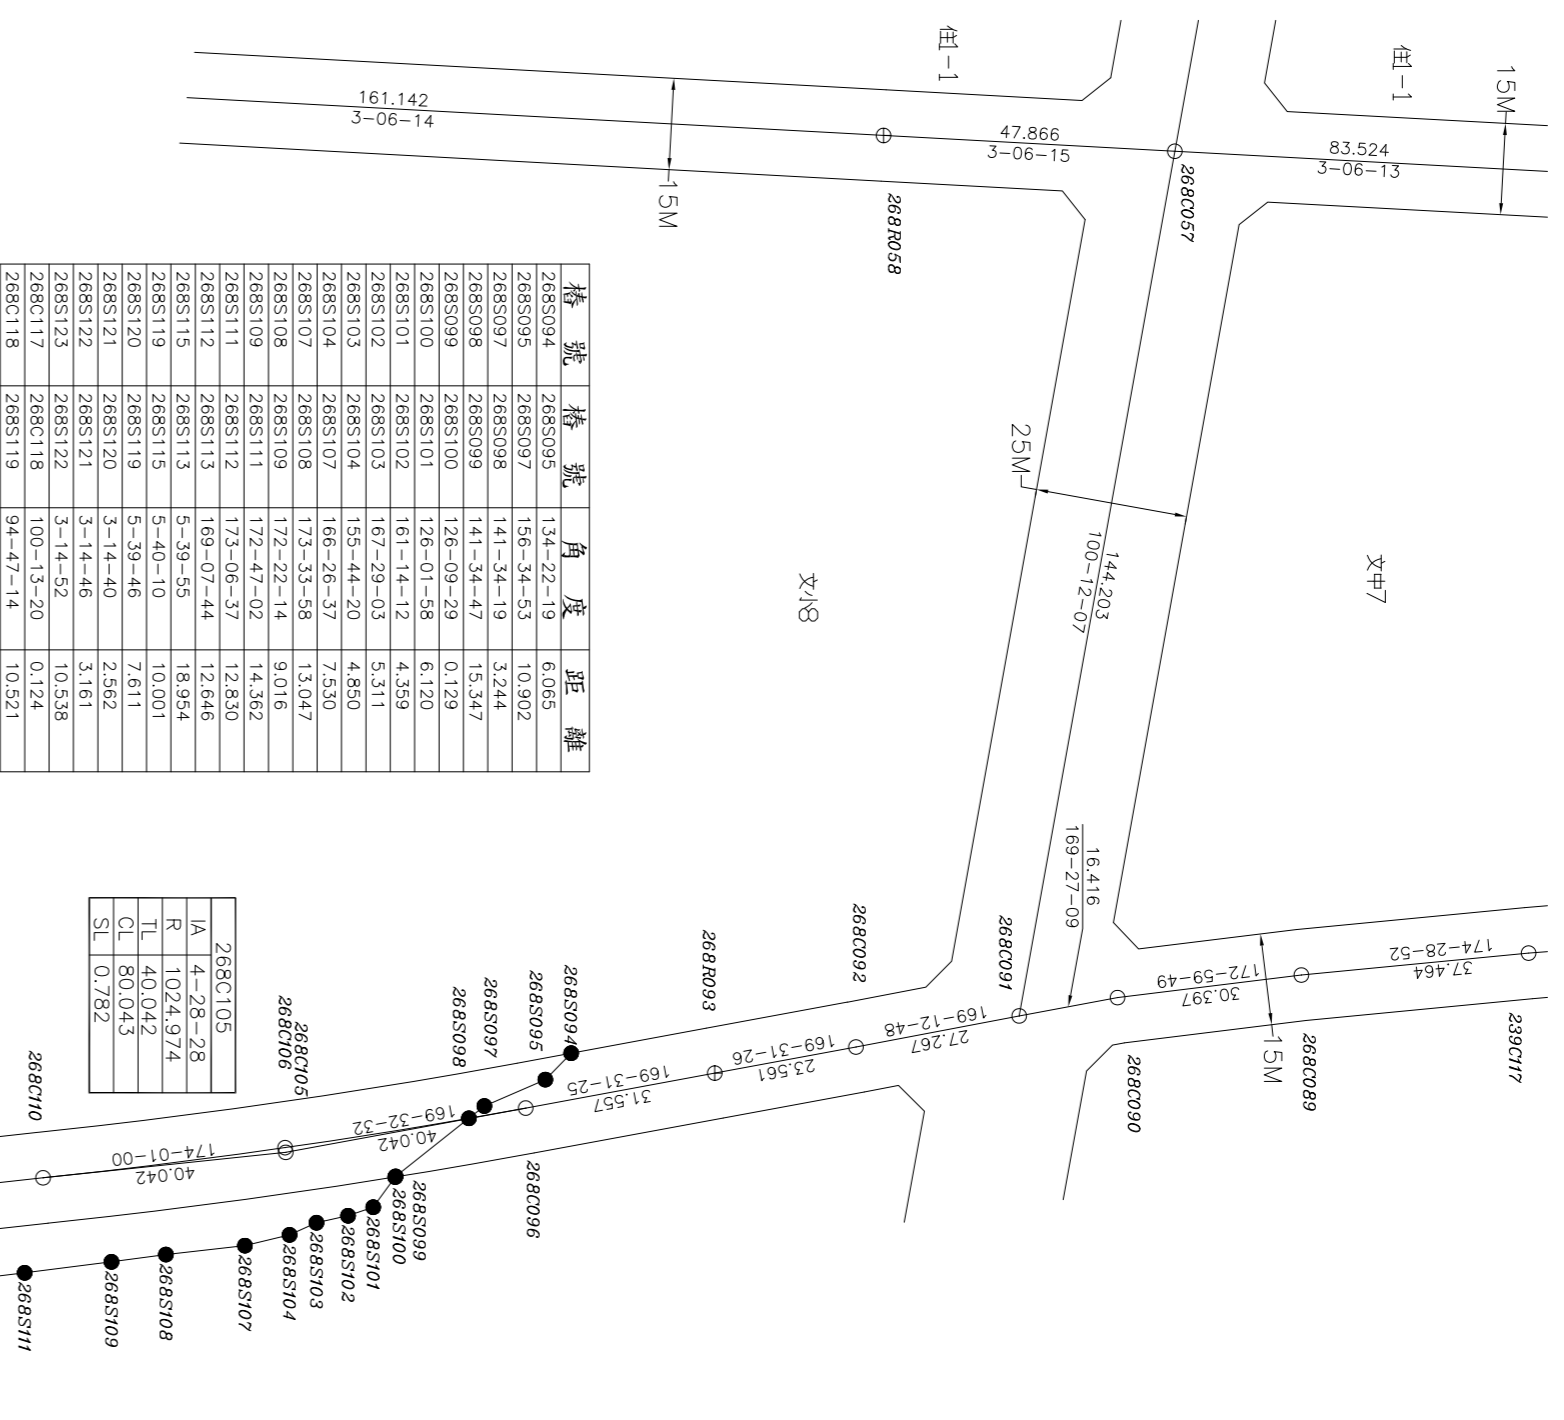 住1-1
住1-1
15M
161.142
3-06-14
47.866
3-06-15
83.524
3-06-13
15M
268R058
268C057
樁 號 樁 號 角 度 距 離
268S094 268S095 134-22-19 6.065
268S095 268S097 156-34-53 10.902
268S097 268S098 141-34-19 3.244
268S098 268S099 141-34-47 15.347
268S099 268S100 126-09-29 0.129
268S100 268S101 126-01-58 6.120
268S101 268S102 161-14-12 4.359
268S102 268S103 167-29-03 5.311
268S103 268S104 155-44-20 4.850
268S104 268S107 166-26-37 7.530
268S107 268S108 173-33-58 13.047
268S108 268S109 172-22-14 9.016
268S109 268S111 172-47-02 14.362
268S111 268S112 173-06-37 12.830
268S112 268S113 169-07-44 12.646
268S115 268S113 5-39-55 18.954
268S119 268S115 5-40-10 10.001
268S120 268S119 5-39-46 7.611
268S121 268S120 3-14-40 2.562
268S122 268S121 3-14-46 3.161
268S123 268S122 3-14-52 10.538
268C117 268C118 100-13-20 0.124
268C118 268S119 94-47-14 10.521
25M
144.203
100-12-07
文中7
文小8
16.416
169-27-09
268C105
IA 4-28-28
R 1024.974
TL 40.042
CL 80.043
SL 0.782
239C117
174-28-52
37.464
268C089
172-59-49
30.397
15M
268C090
268C091
169-12-48
27.267
268C092
169-31-26
23.561
268R093
169-31-25
31.557
268S094
268S095
268S097
268S098
268C096
169-32-32
40.042
268C105
268C106
174-01-00
40.042
268C110
268S099
268S100
268S101
268S102
268S103
268S104
268S107
268S108
268S109
268S111